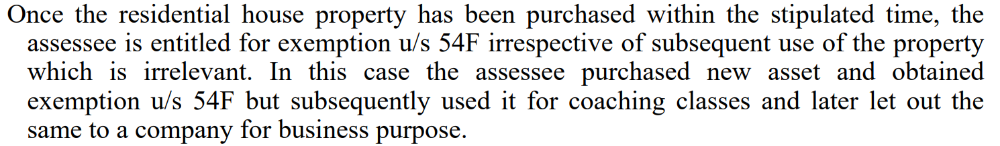 Once the residential house property has been purchased within the stipulated time, the
assessee is entitled for exemption u/s 54F irrespective of subsequent use of the property
which is irrelevant. In this case the assessee purchased new asset and obtained
exemption u/s 54F but subsequently used it for coaching classes and later let out the
same to a company for business purpose.